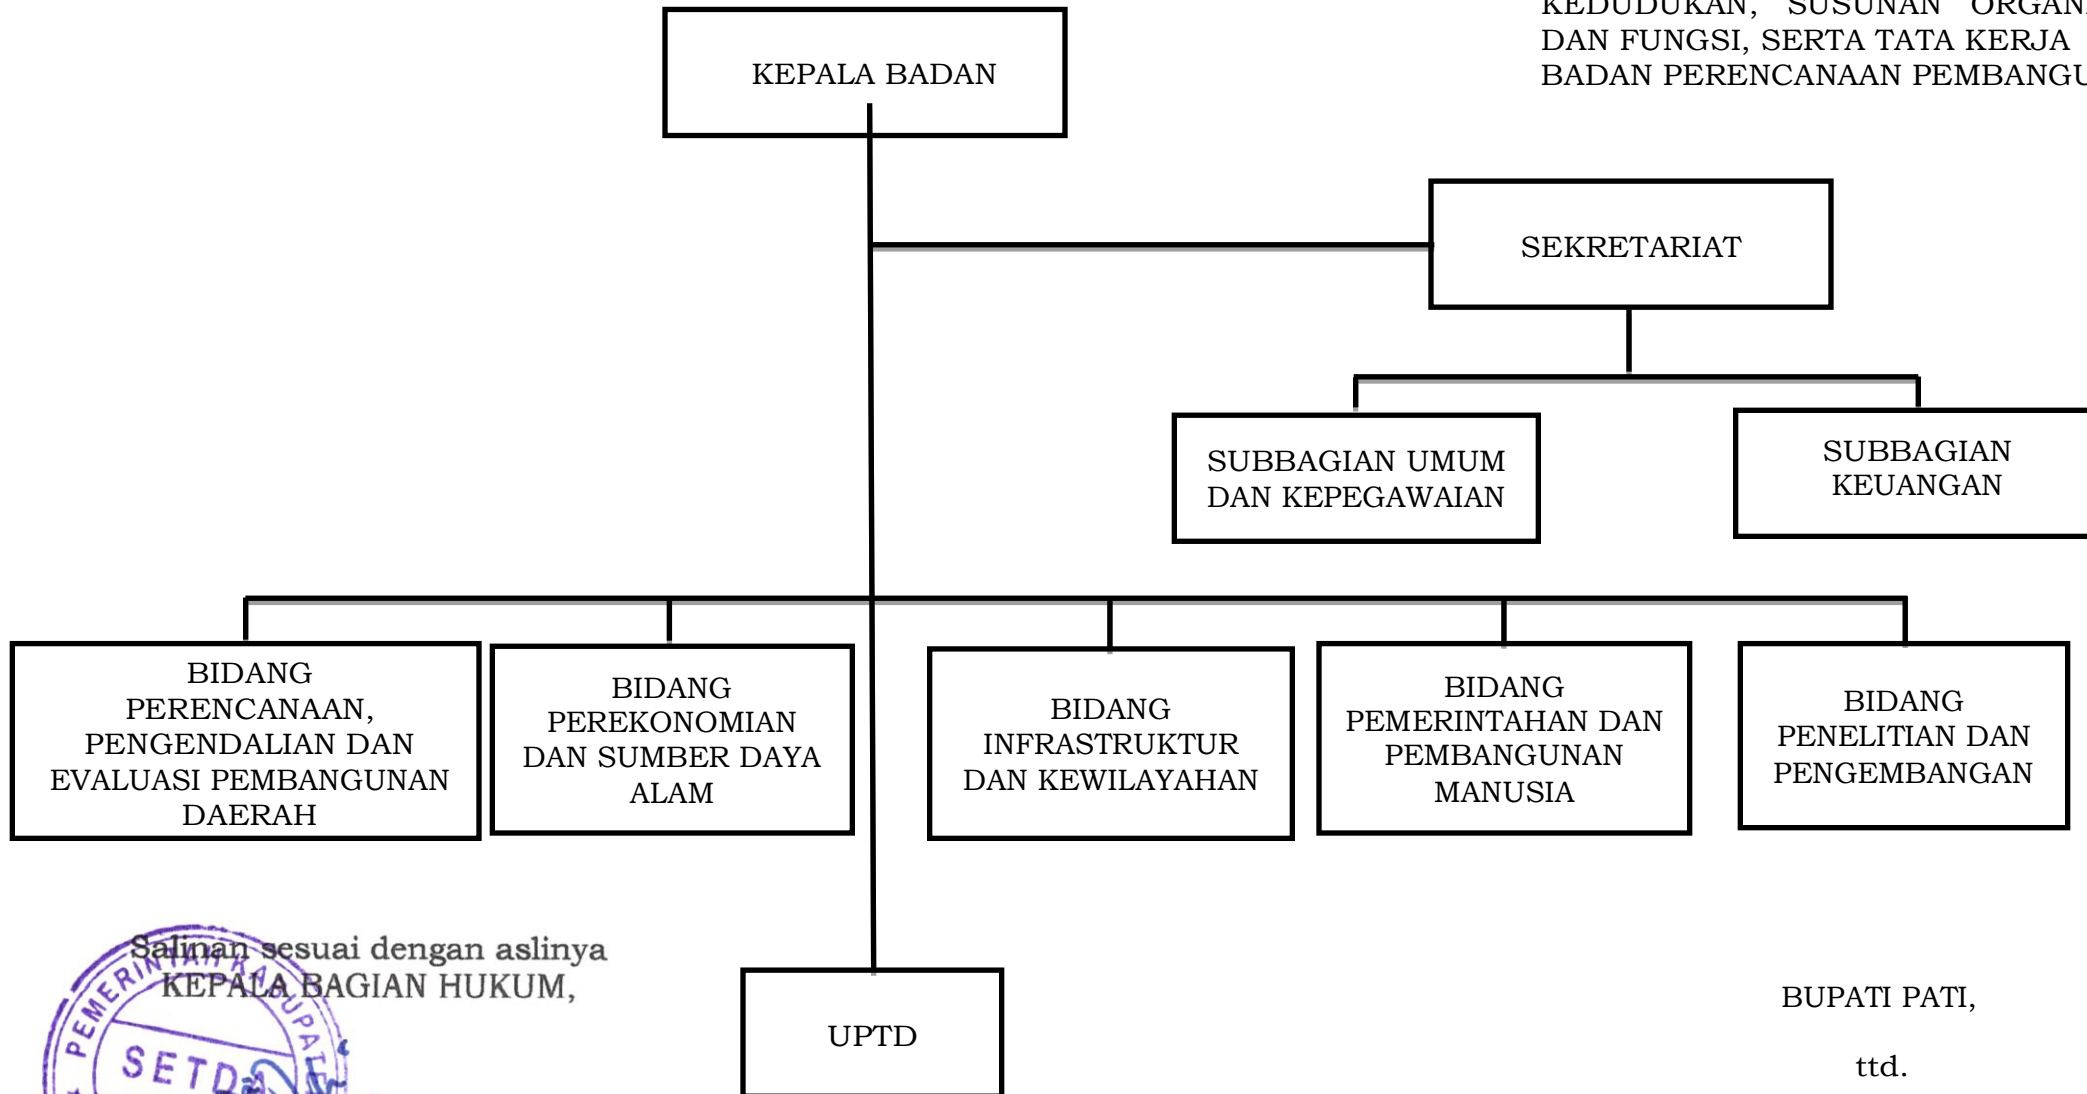 KEDUDUKAN, SUSUNAN
DAN FUNGSI, SERTA TATA KERJA
BADAN PERENCANAAN
KEPALA BADAN
SEKRETARIAT
SUBBAGIAN UMUM
DAN KEPEGAWAIAN
SUBBAGIAN
KEUANGAN
BIDANG
PERENCANAAN,
PENGENDALIAN DAN
EVALUASI PEMBANGUNAN
DAERAH
BIDANG
PEREKONOMIAN
DAN SUMBER DAYA
ALAM
BIDANG
INFRASTRUKTUR
DAN KEWILAYAHAN
BIDANG
PEMERINTAHAN DAN
PEMBANGUNAN
MANUSIA
BIDANG
PENELITIAN DAN
PENGEMBANGAN
Salinan sesuai dengan aslinya
KEPALA BAGIAN HUKUM,
PEMERINTAH
SETDA
UPTD
BUPATI PATI,
ttd.